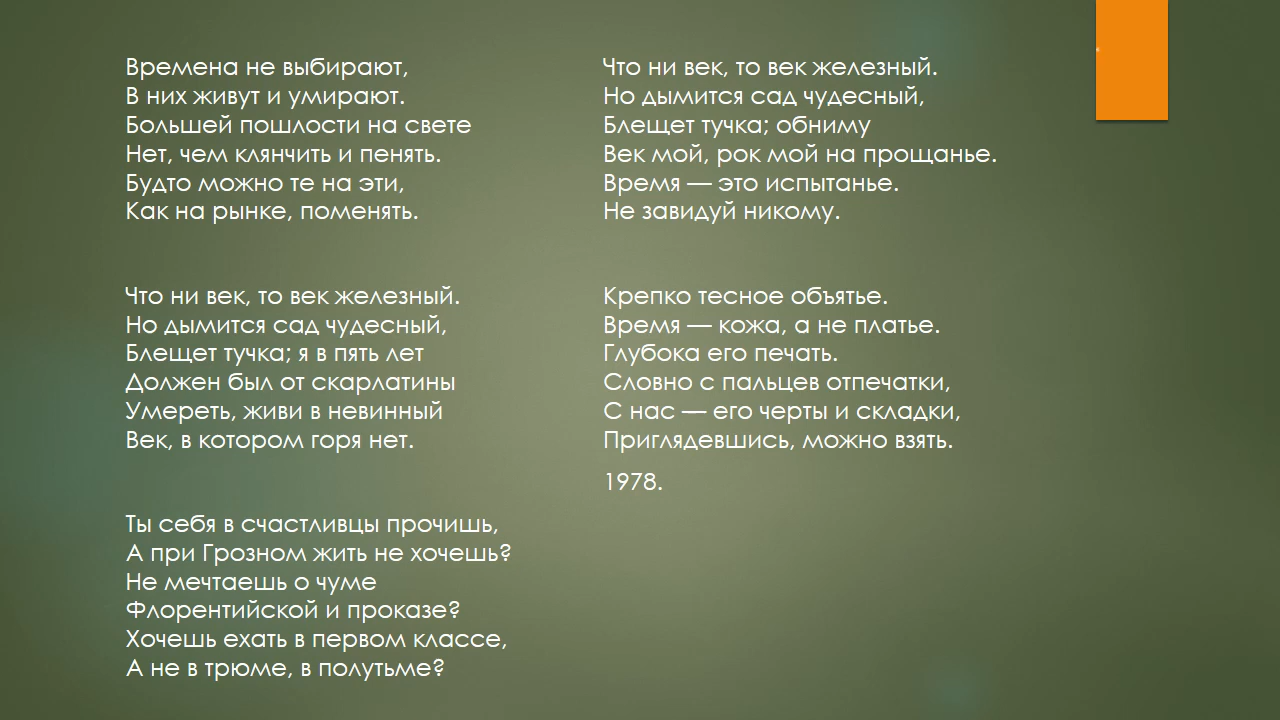 Времена не выбирают,
В них живут и умирают.
Большей пошлости на свете
Нет, чем клянчить и пенять.
Будто можно те на эти,
Как на рынке, поменять.
Что ни век, то век железный.
Но дымится сад чудесный,
Блещет тучка; я в пять лет
Должен был от скарлатины
Умереть, живи в невинный
Век, в котором горя нет.
Ты себя в счастливцы прочишь,
А при Грозном жить не хочешь?
Не мечтаешь о чуме
Флорентийской и проказе?
Хочешь ехать в первом классе,
А не в трюме, в полутьме?
Что ни век, то век железный.
Но дымится сад чудесный,
Блещет тучка; обниму
Век мой, рок мой на прощанье.
Время — это испытанье.
Не завидуй никому.
Крепко тесное объятье.
Время — кожа, а не платье.
Глубока его печать.
Словно с пальцев отпечатки,
С нас — его черты и складки,
Приглядевшись, можно взять.
1978.